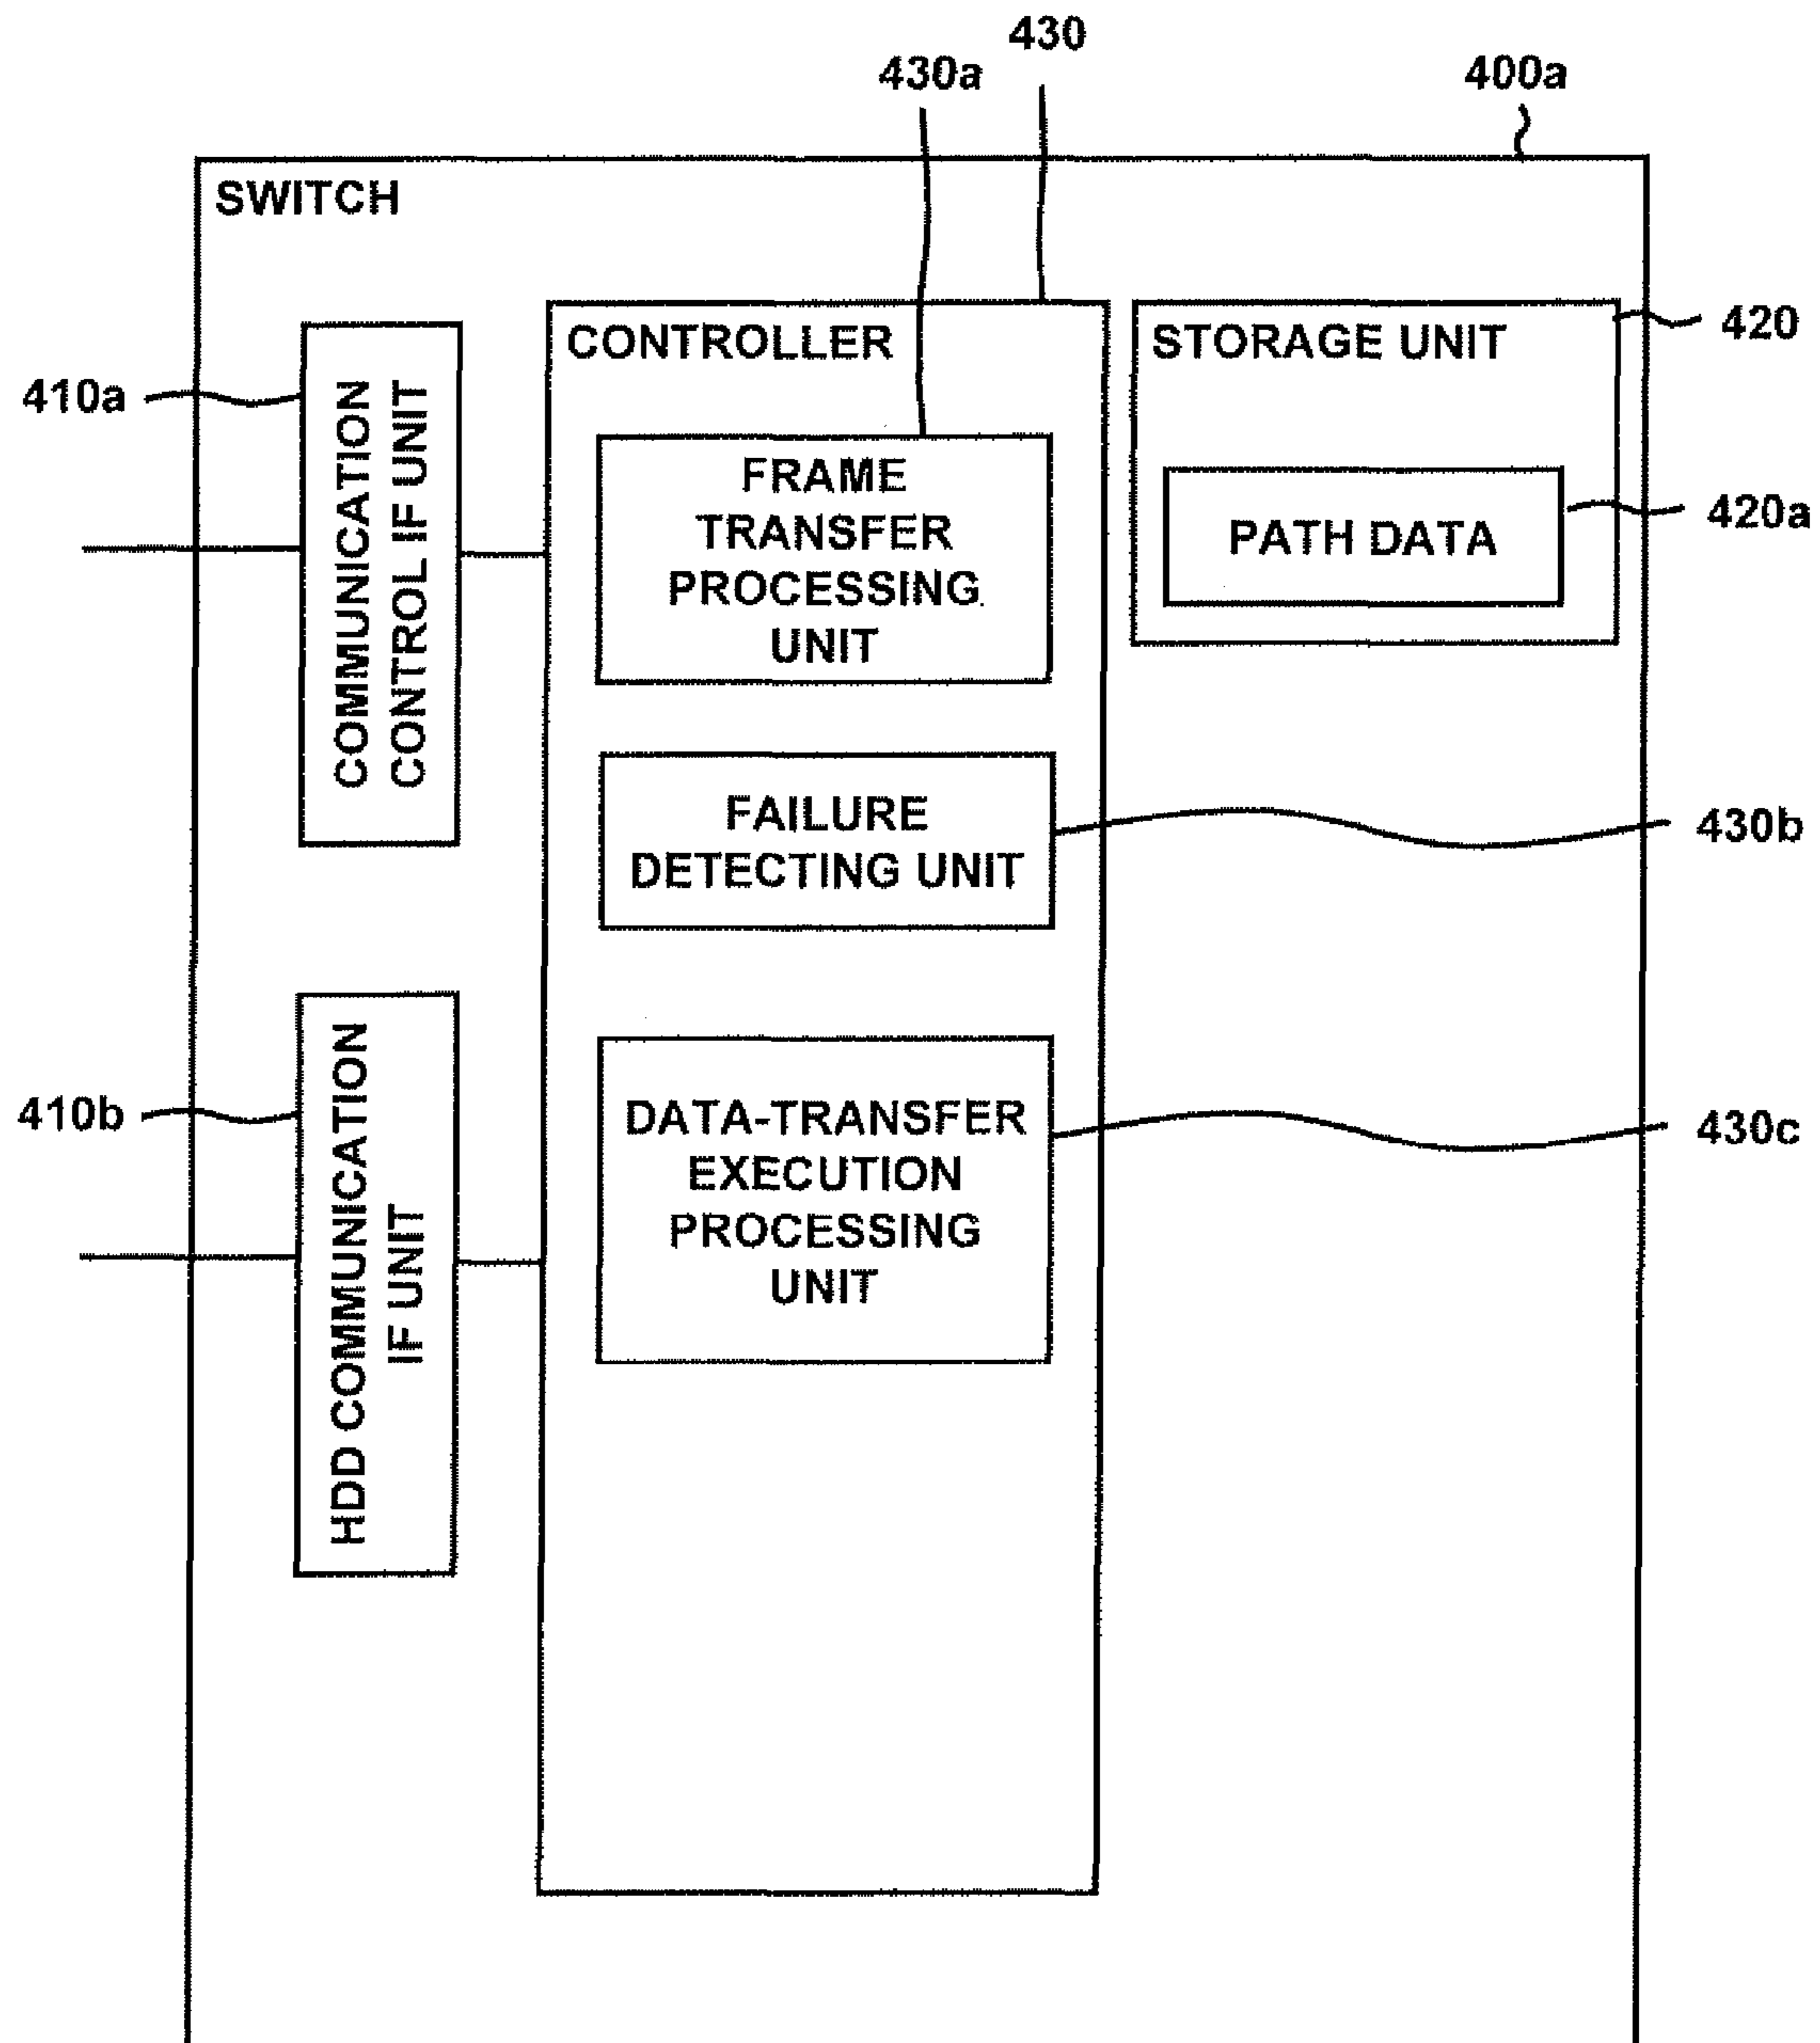 430
430a
400a
SWITCH
CONTROLLER
STORAGE UNIT
420
410a
COMMUNICATION
CONTROL IF UNIT
FRAME
TRANSFER
PROCESSING
UNIT
PATH DATA
420a
FAILURE
DETECTING UNIT
430b
410b
HDD COMMUNICATION
IF UNIT
DATA-TRANSFER
EXECUTION
PROCESSING
UNIT
430c